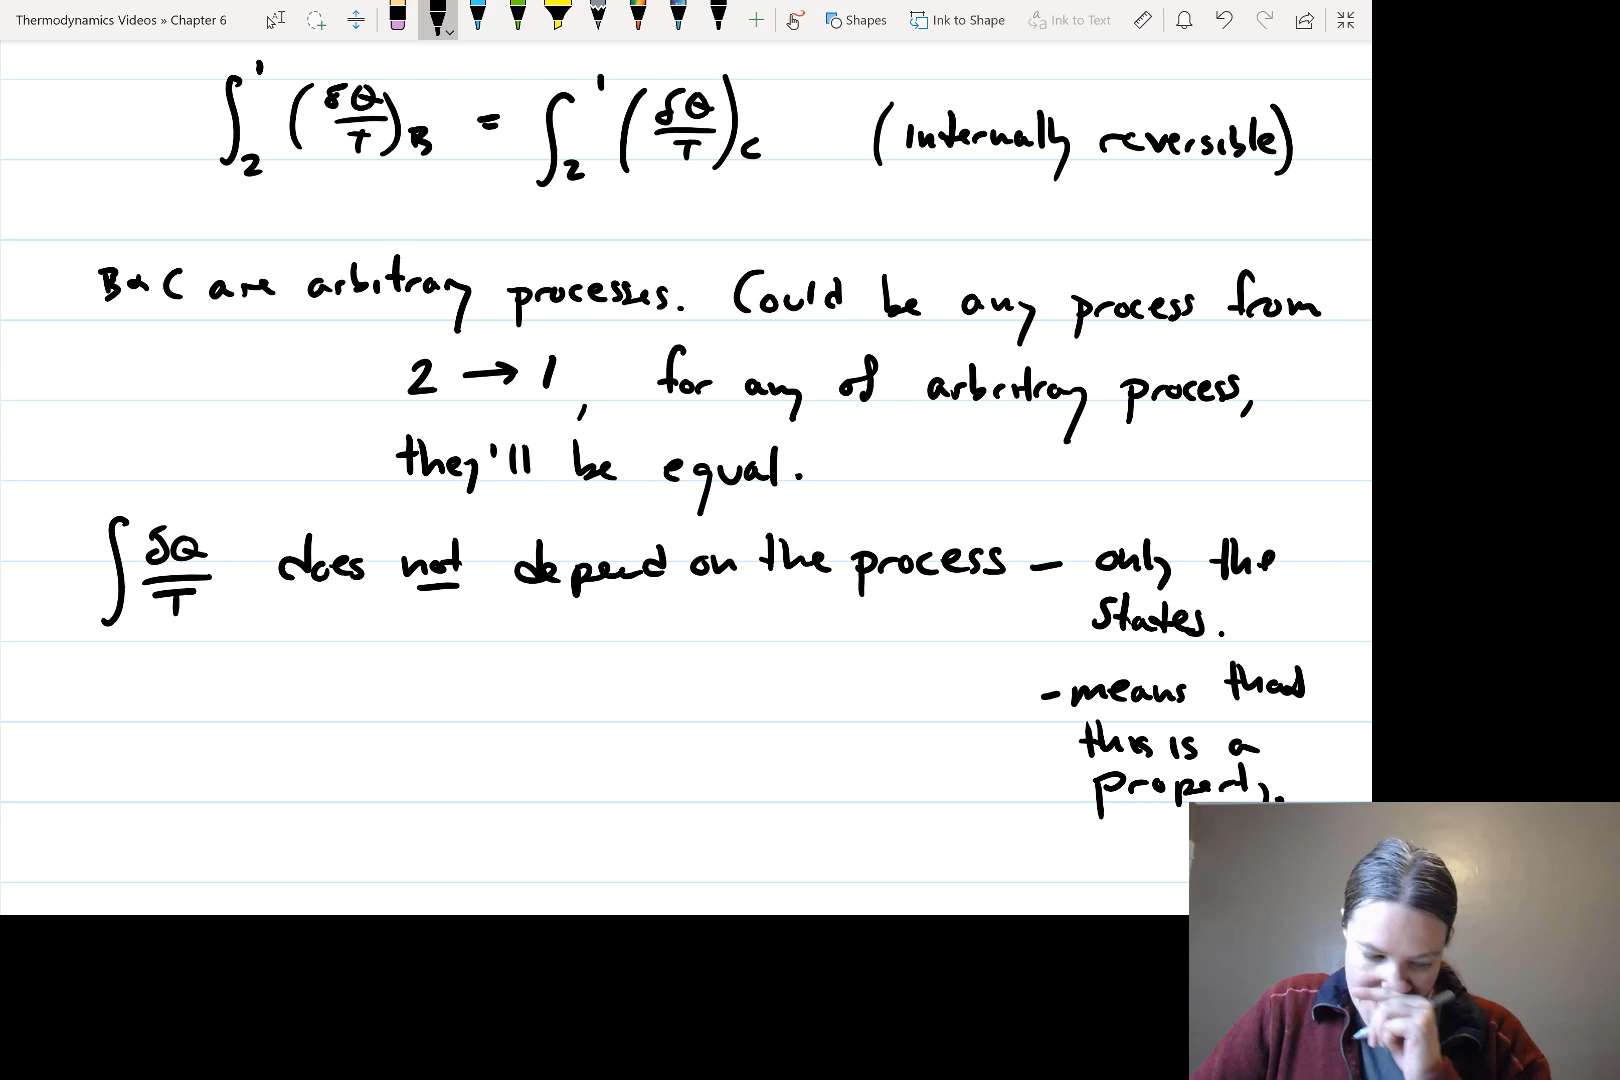 Thermodynamics Videos » Chapter 6
Shapes
Ink to Shape
Ink to Text
∫₂¹ (δQ/T)B = ∫₂¹ (δQ/T)C (internally reversible)
B & C are arbitrary processes. Could be any process from
2 → 1, for any of arbitrary process,
they'll be equal.
∫ δQ/T does not depend on the process - only the
states.
- means that
this is a
property.